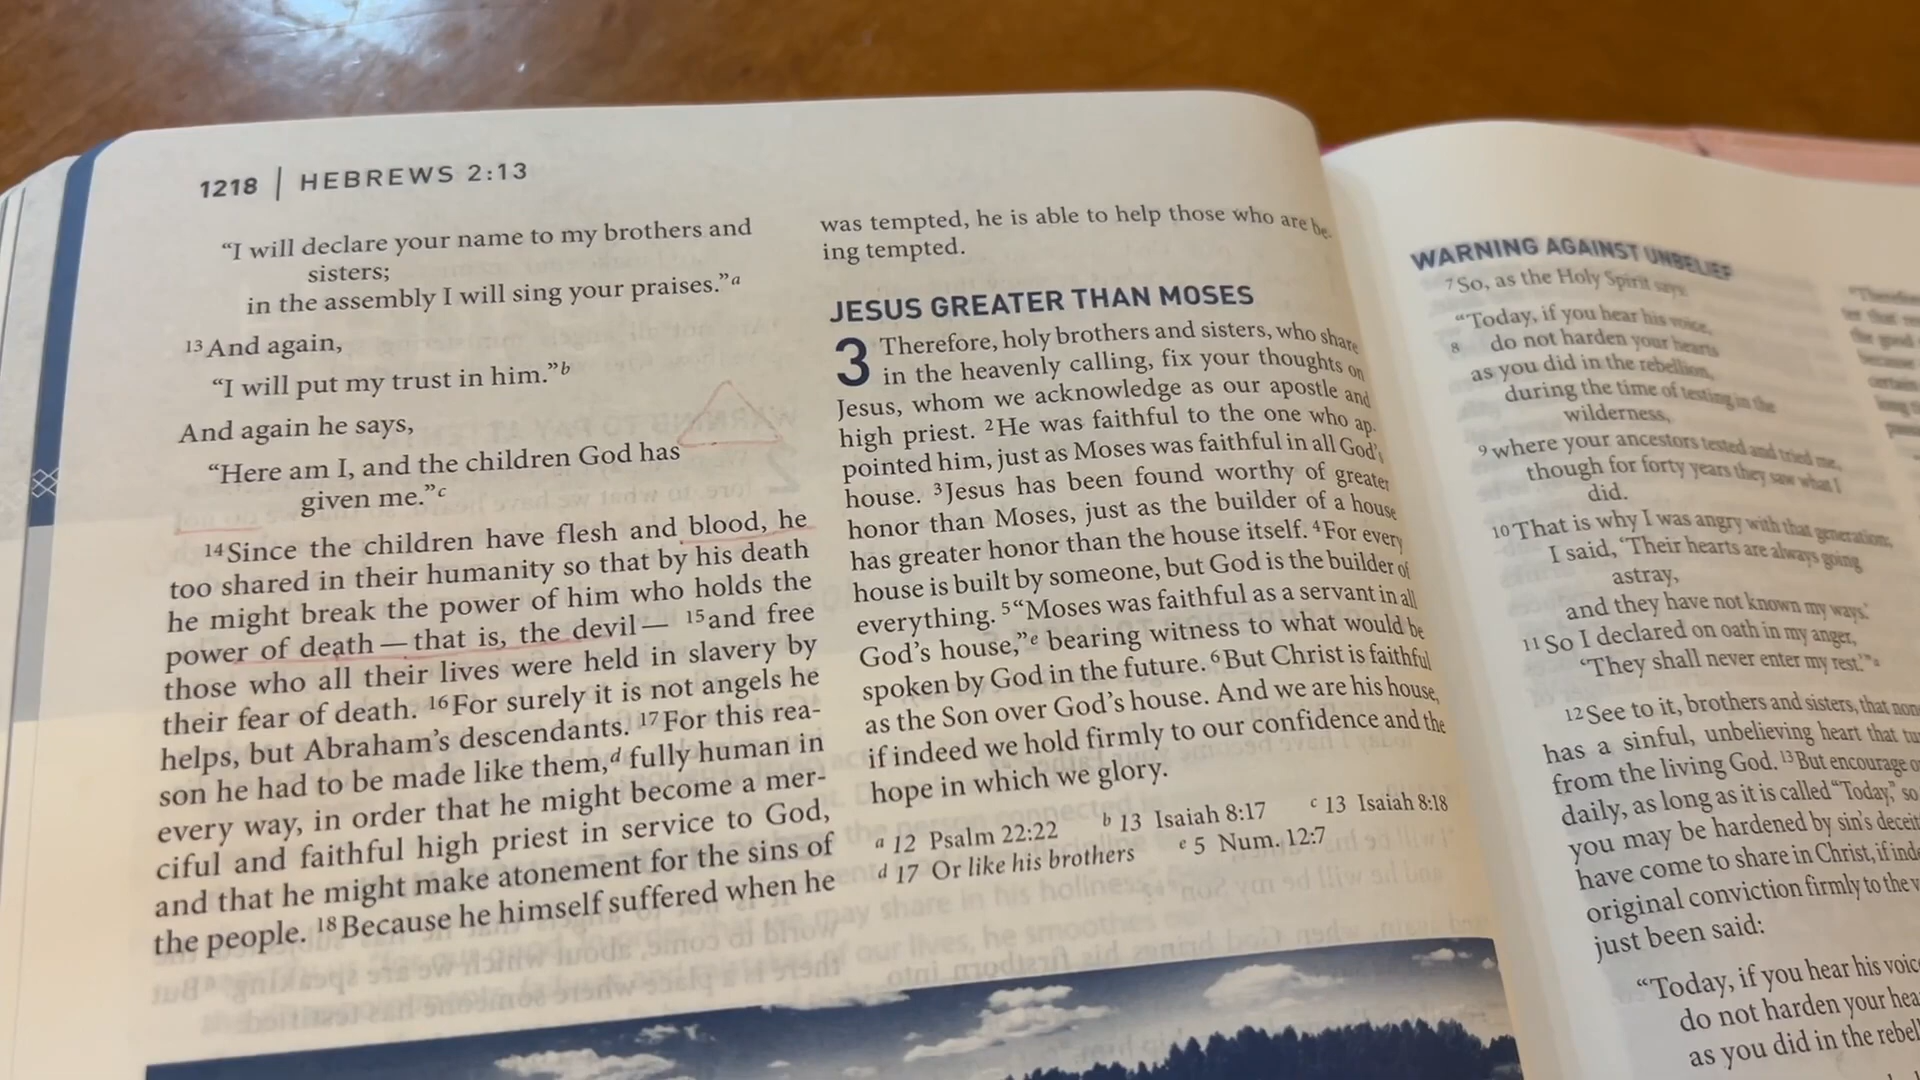 1218 | HEBREWS 2:13
“I will declare your name to my brothers and
sisters;
in the assembly I will sing your praises.”a
13 And again,
“I will put my trust in him.”b
And again he says,
“Here am I, and the children God has
given me.”c
14 Since the children have flesh and blood, he
too shared in their humanity so that by his death
he might break the power of him who holds the
power of death — that is, the devil — 15 and free
those who all their lives were held in slavery by
their fear of death. 16 For surely it is not angels he
helps, but Abraham’s descendants. 17 For this rea-
son he had to be made like them,d fully human in
every way, in order that he might become a mer-
ciful and faithful high priest in service to God,
and that he might make atonement for the sins of
the people. 18 Because he himself suffered when he
was tempted, he is able to help those who are be-
ing tempted.
JESUS GREATER THAN MOSES
3 Therefore, holy brothers and sisters, who share
in the heavenly calling, fix your thoughts on
Jesus, whom we acknowledge as our apostle and
high priest. 2 He was faithful to the one who ap-
pointed him, just as Moses was faithful in all God’s
house. 3 Jesus has been found worthy of greater
honor than Moses, just as the builder of a house
has greater honor than the house itself. 4 For every
house is built by someone, but God is the builder of
everything. 5 “Moses was faithful as a servant in all
God’s house,”e bearing witness to what would be
spoken by God in the future. 6 But Christ is faithful
as the Son over God’s house. And we are his house,
if indeed we hold firmly to our confidence and the
hope in which we glory.
a 12 Psalm 22:22 b 13 Isaiah 8:17 c 13 Isaiah 8:18
d 17 Or like his brothers e 5 Num. 12:7
WARNING AGAINST UNBELIEF
7 So, as the Holy Spirit says:
“Today, if you hear his voice,
8 do not harden your hearts
as you did in the rebellion,
during the time of testing in the
wilderness,
9 where your ancestors tested and tried me,
though for forty years they saw what I
did.
10 That is why I was angry with that generation;
I said, ‘Their hearts are always going
astray,
and they have not known my ways.’
11 So I declared on oath in my anger,
‘They shall never enter my rest.’”a
12 See to it, brothers and sisters, that
has a sinful, unbelieving heart that
from the living God. 13 But encourage
daily, as long as it is called “Today,” so
you may be hardened by sin’s
have come to share in Christ, if
original conviction firmly to the
just been said:
“Today, if you hear his
do not harden your
as you did in the